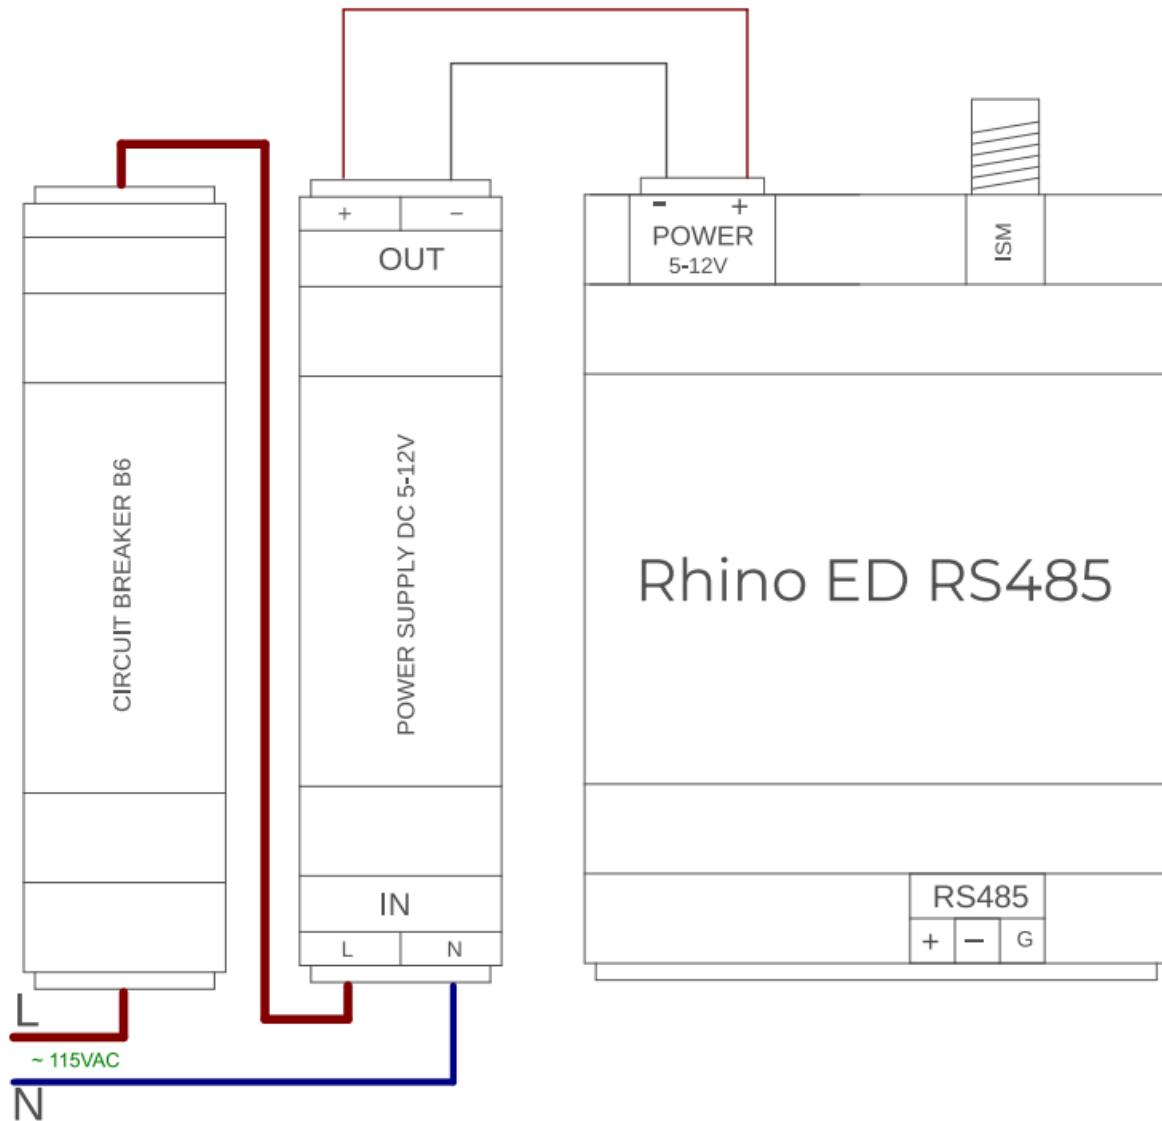 + −
OUT
- +
POWER
5-12V
ISM
CIRCUIT BREAKER B6
POWER SUPPLY DC 5-12V
Rhino ED RS485
IN
L N
RS485
+ − G
L
~ 115VAC
N